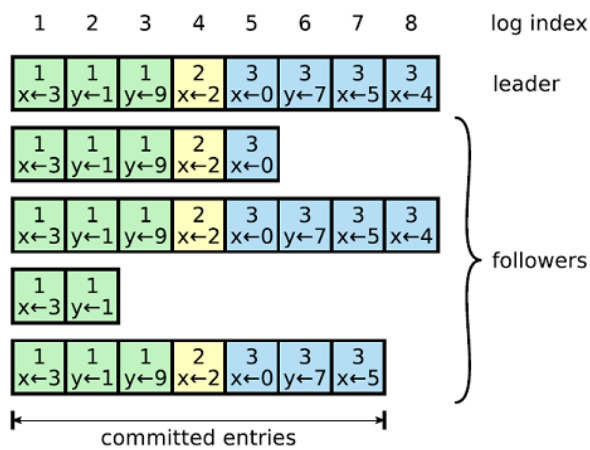 1 2 3 4 5 6 7 8 log index
1 1 1 2 3 3 3 3
x←3 y←1 y←9 x←2 x←0 y←7 x←5 x←4
leader
1 1 1 2 3
x←3 y←1 y←9 x←2 x←0
1 1 1 2 3 3 3 3
x←3 y←1 y←9 x←2 x←0 y←7 x←5 x←4
followers
1 1
x←3 y←1
1 1 1 2 3 3 3
x←3 y←1 y←9 x←2 x←0 y←7 x←5
committed entries